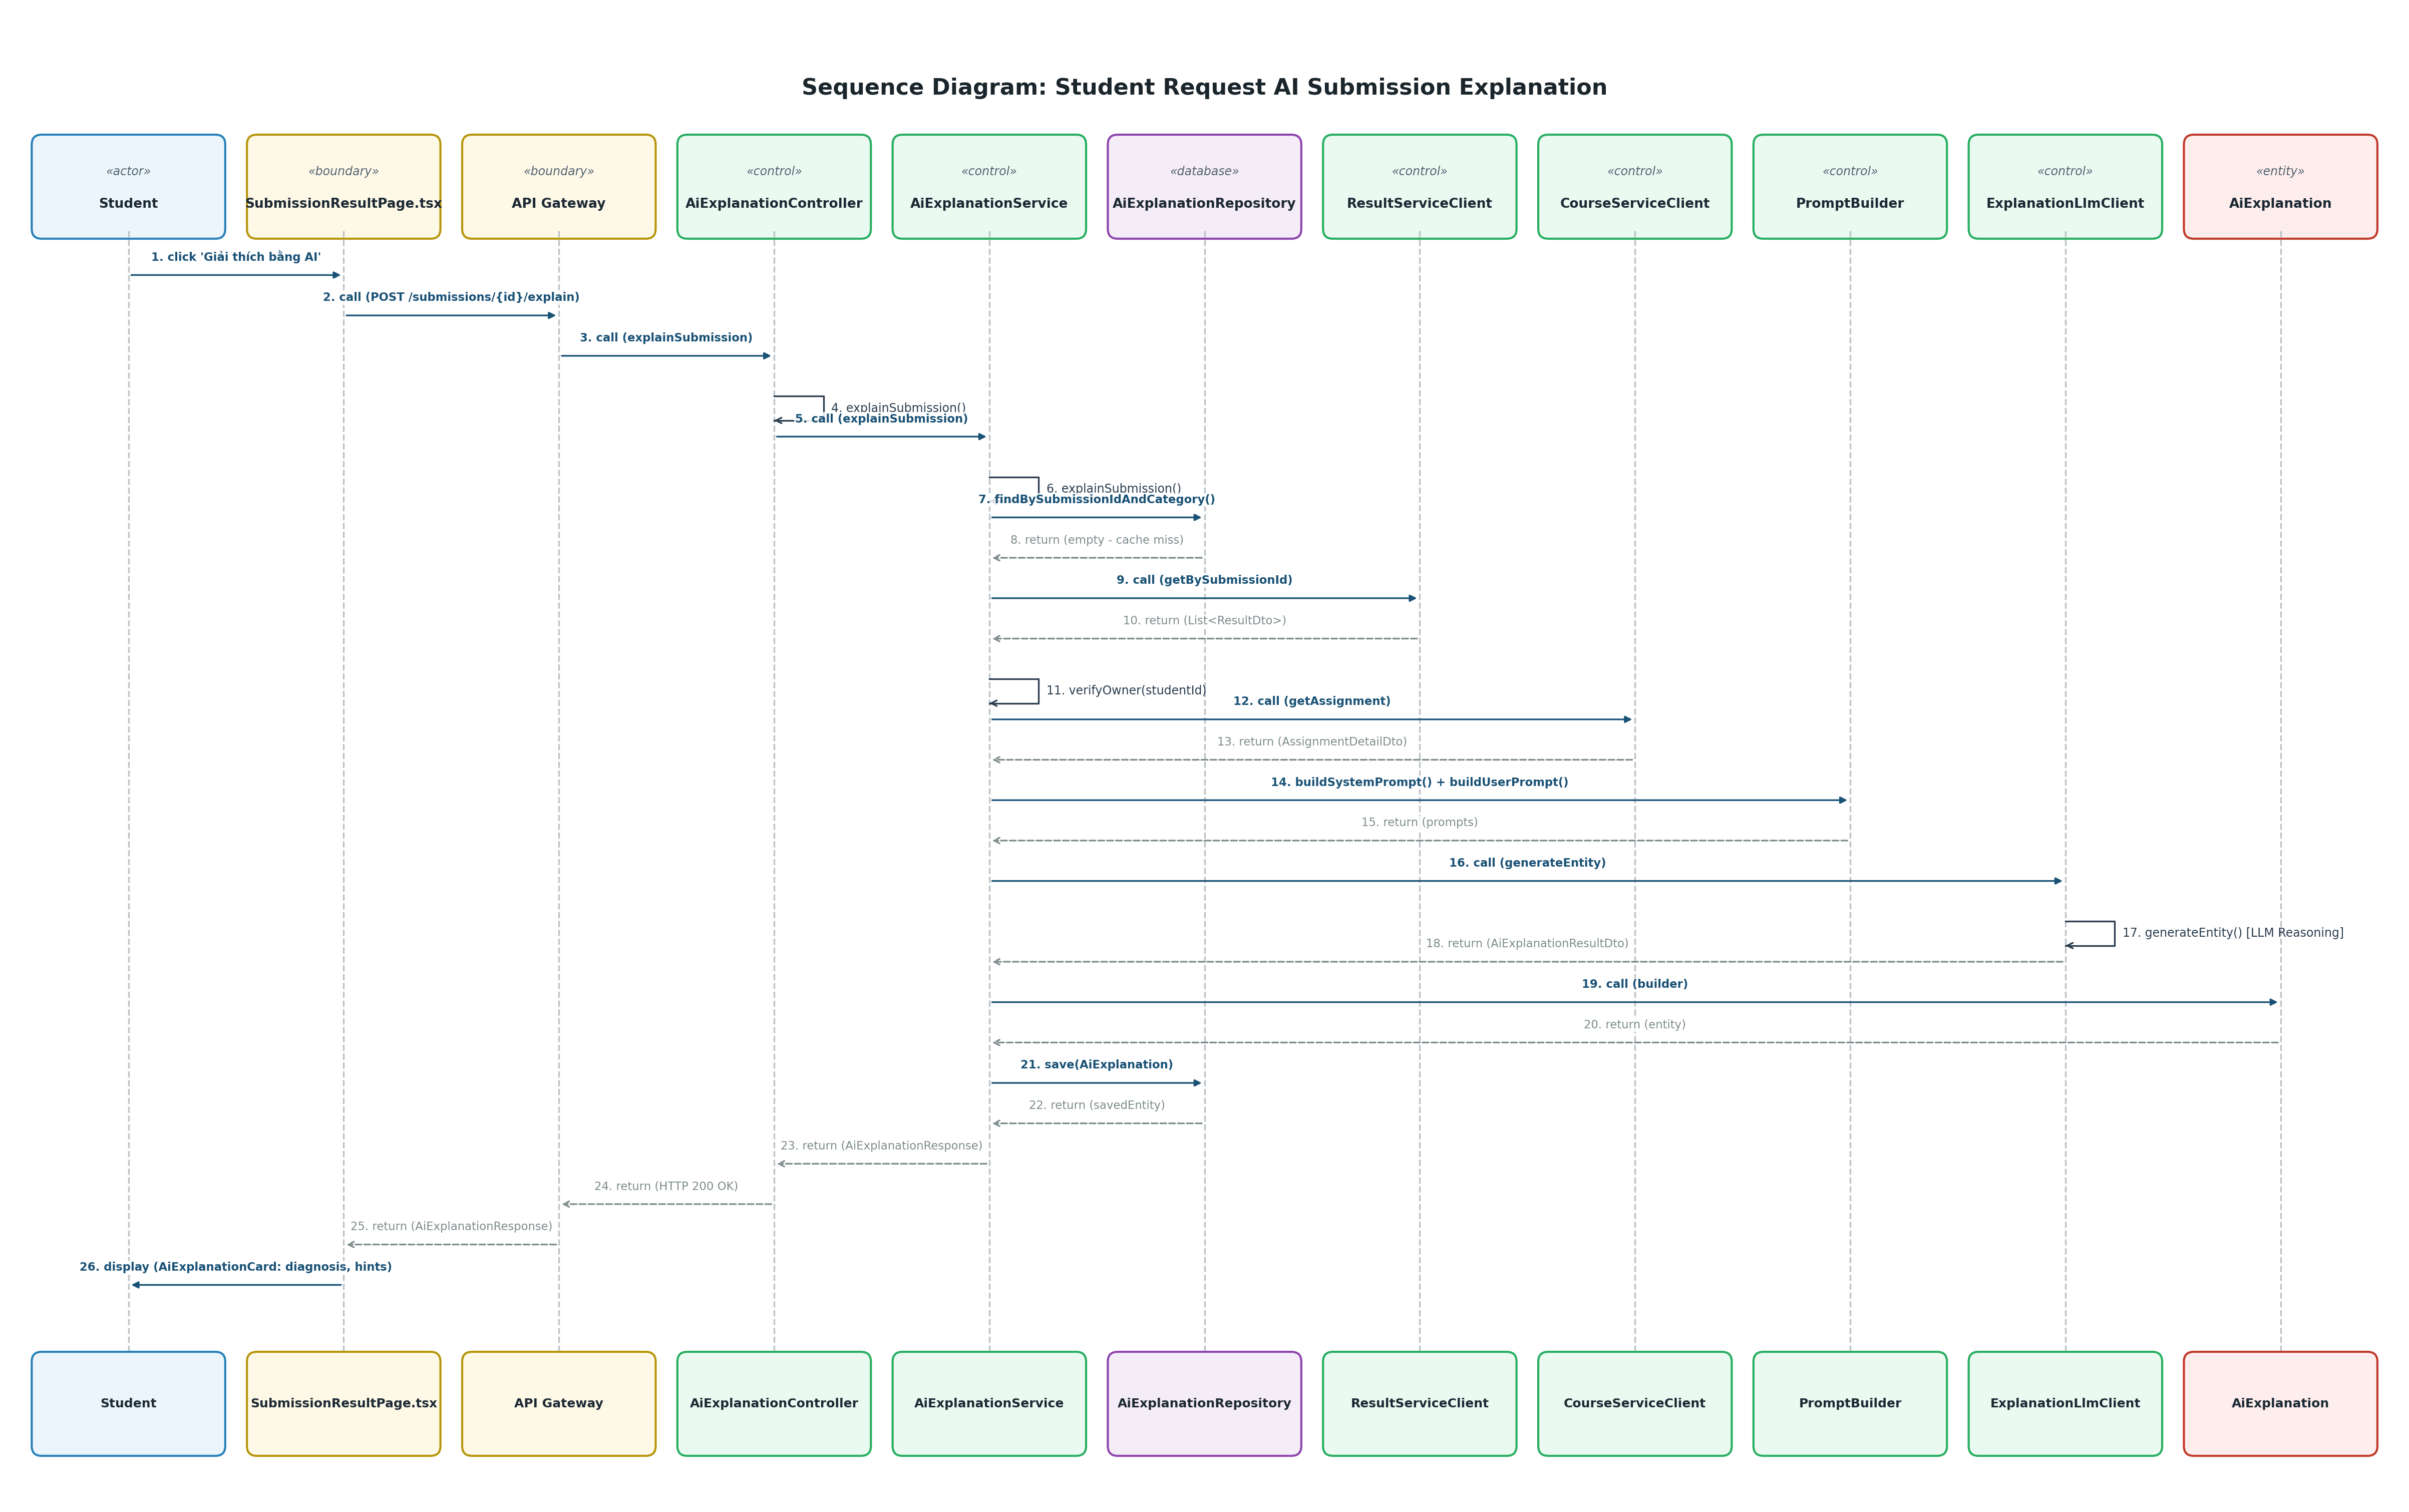 Sequence Diagram: Student Request AI Submission Explanation
«actor»
Student
«boundary»
SubmissionResultPage.tsx
«boundary»
API Gateway
«control»
AiExplanationController
«control»
AiExplanationService
«database»
AiExplanationRepository
«control»
ResultServiceClient
«control»
CourseServiceClient
«control»
PromptBuilder
«control»
ExplanationLlmClient
«entity»
AiExplanation
1. click 'Giải thích bằng AI'
2. call (POST /submissions/{id}/explain)
3. call (explainSubmission)
4. explainSubmission()
5. call (explainSubmission)
6. explainSubmission()
7. findBySubmissionIdAndCategory()
8. return (empty - cache miss)
9. call (getBySubmissionId)
10. return (List<ResultDto>)
11. verifyOwner(studentId)
12. call (getAssignment)
13. return (AssignmentDetailDto)
14. buildSystemPrompt() + buildUserPrompt()
15. return (prompts)
16. call (generateEntity)
17. generateEntity() [LLM Reasoning]
18. return (AiExplanationResultDto)
19. call (builder)
20. return (entity)
21. save(AiExplanation)
22. return (savedEntity)
23. return (AiExplanationResponse)
24. return (HTTP 200 OK)
25. return (AiExplanationResponse)
26. display (AiExplanationCard: diagnosis, hints)
Student
SubmissionResultPage.tsx
API Gateway
AiExplanationController
AiExplanationService
AiExplanationRepository
ResultServiceClient
CourseServiceClient
PromptBuilder
ExplanationLlmClient
AiExplanation